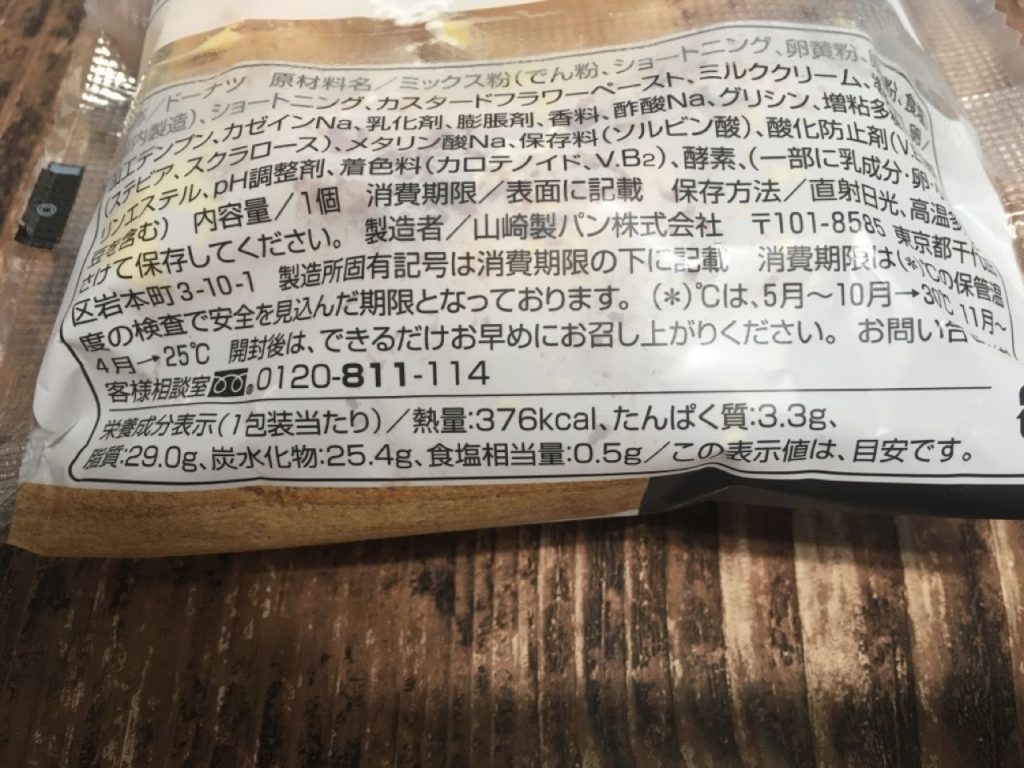 ／ドーナツ　原材料名／ミックス粉(でん粉、ショートニング、卵黄粉、
内製造)、ショートニング、カスタードフラワーペースト、ミルククリーム、
加工デンプン、カゼインNa、乳化剤、膨脹剤、香料、酢酸Na、グリシン、増粘多
(ステビア、スクラロース)、メタリン酸Na、保存料(ソルビン酸)、酸化防止剤(V.
リンエステル、pH調整剤、着色料(カロテノイド、V.B2)、酵素、(一部に乳成分・卵・
豆を含む)　内容量／1個　消費期限／表面に記載　保存方法／直射日光、高温多
さけて保存してください。　製造者／山崎製パン株式会社　〒101-8585　東京都千代田
区岩本町3-10-1　製造所固有記号は消費期限の下に記載　消費期限は(*)℃の保管温
度の検査で安全を見込んだ期限となっております。(*)℃は、5月〜10月→30℃ 11月〜
4月→25℃　開封後は、できるだけお早めにお召し上がりください。　お問い合
客様相談室 0120-811-114
栄養成分表示(1包装当たり)／熱量:376kcal、たんぱく質:3.3g、
脂質:29.0g、炭水化物:25.4g、食塩相当量:0.5g／この表示値は、目安です。